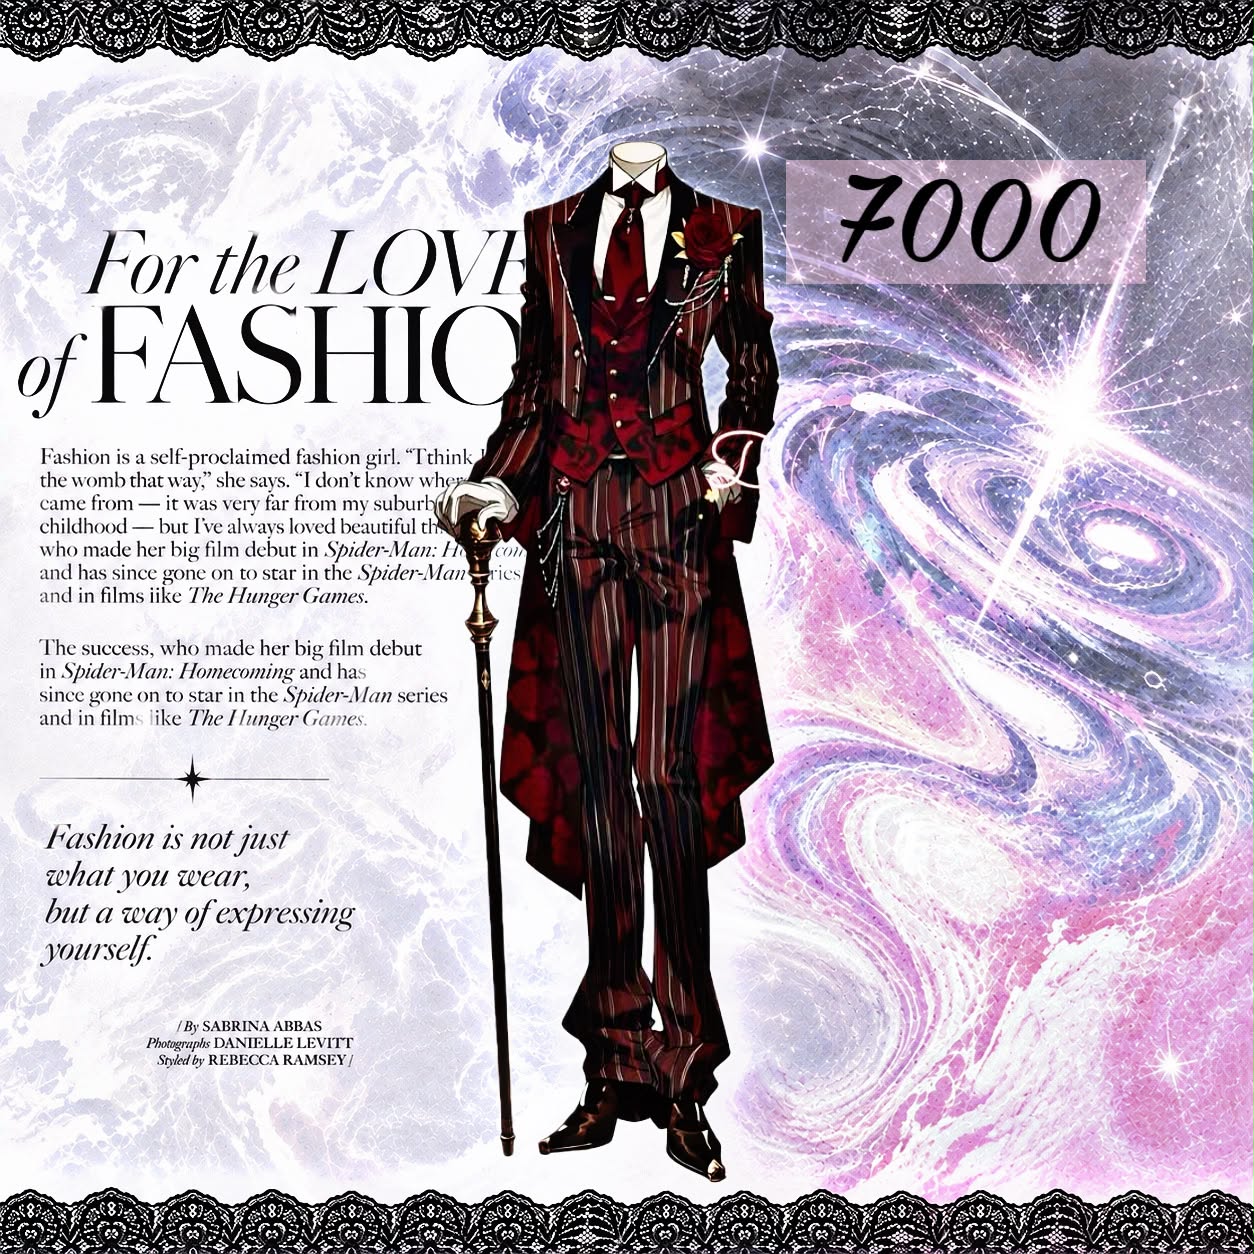 7000
For the LOVE
of FASHIO
Fashion is a self-proclaimed fashion girl. “Tthink I
the womb that way,” she says. “I don't know wher
came from — it was very far from my suburb
childhood — but I've always loved beautiful th
who made her big film debut in Spider-Man: Ho com
and has since gone on to star in the Spider-Man ries
and in films iike The Hunger Games.
The success, who made her big film debut
in Spider-Man: Homecoming and has
since gone on to star in the Spider-Man series
and in films like The Hunger Games.
Fashion is not just
what you wear,
but a way of expressing
yourself.
/ By SABRINA ABBAS
Photographs DANIELLE LEVITT
Styled by REBECCA RAMSEY /
D